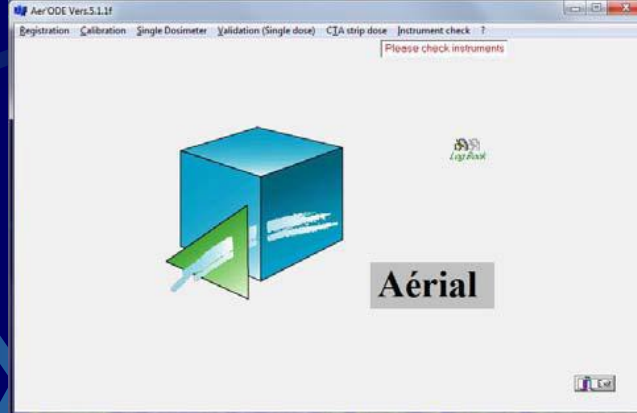 Aer'ODE Vers.5.1.1f
Registration Calibration Single Dosimeter Validation (Single dose) CTA strip dose Instrument check ?
Please check instruments
Log Book
Aérial
Exit